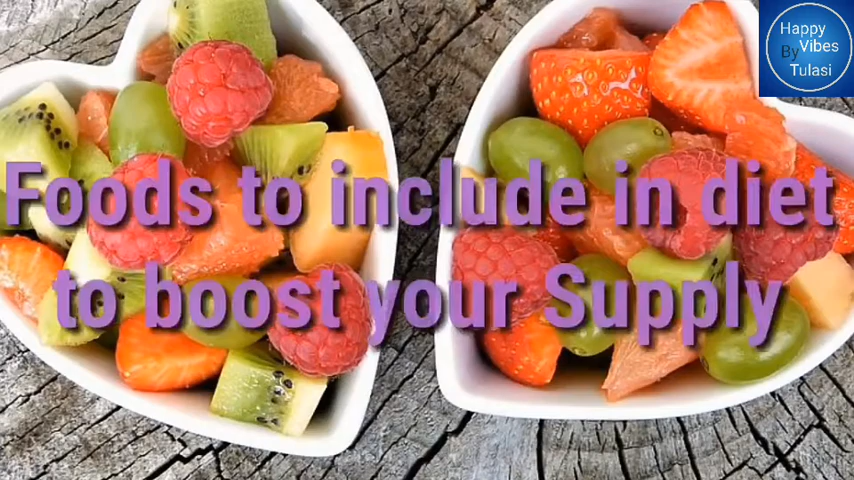 Happy
By Vibes
Tulasi
Foods to include in diet
to boost your Supply